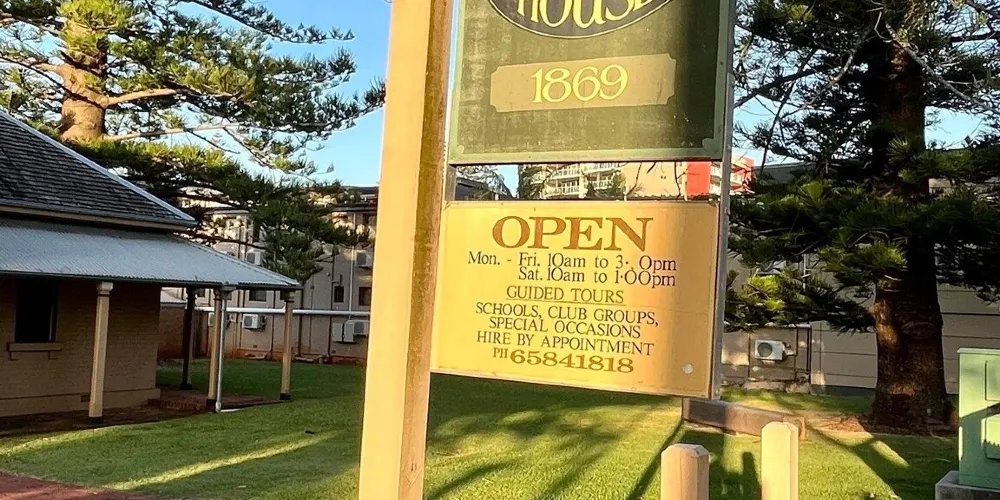 HOUSE
1869
OPEN
Mon. - Fri. 10am to 3· 0pm
Sat. 10am to 1·00pm
GUIDED TOURS
SCHOOLS, CLUB GROUPS,
SPECIAL OCCASIONS
HIRE BY APPOINTMENT
PH 65841818